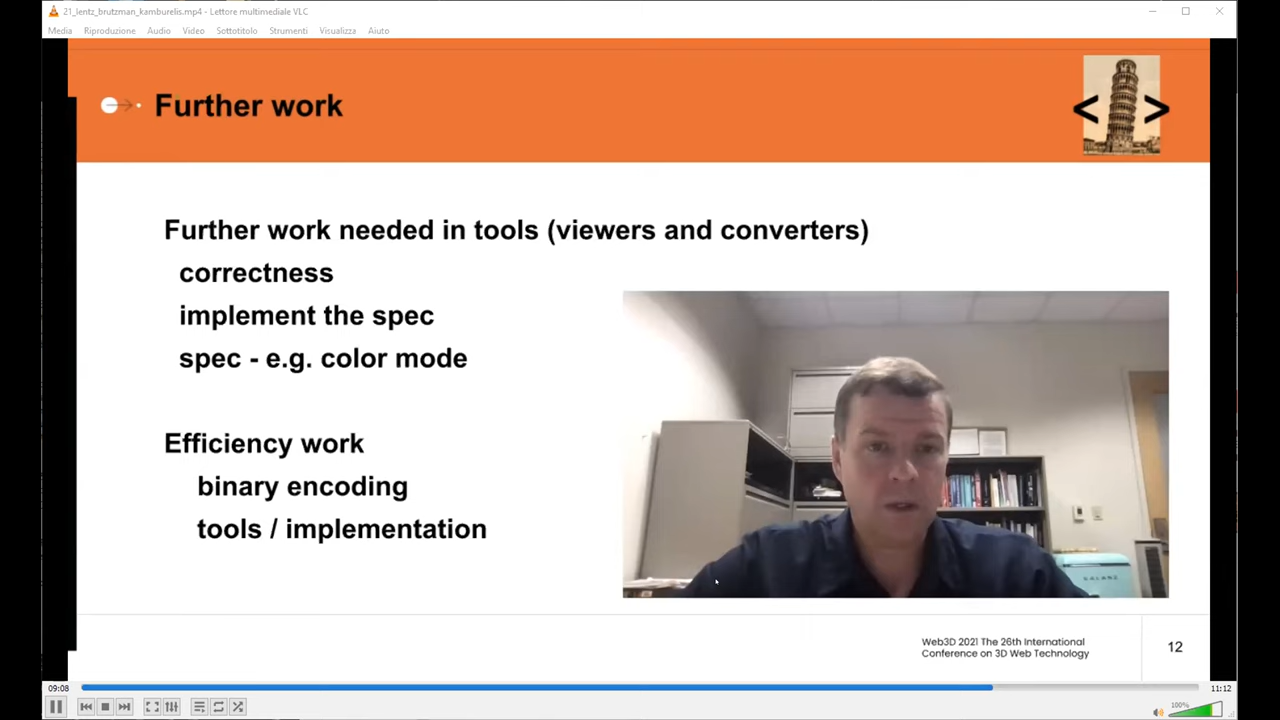 21_lentz_brutzman_kamburelis.mp4 - Lettore multimediale VLC
Media Riproduzione Audio Video Sottotitolo Strumenti Visualizza Aiuto
Further work
< >
Further work needed in tools (viewers and converters)
correctness
implement the spec
spec - e.g. color mode
Efficiency work
binary encoding
tools / implementation
GALANZ
Web3D 2021 The 26th International
Conference on 3D Web Technology
12
09:08
11:12
100%